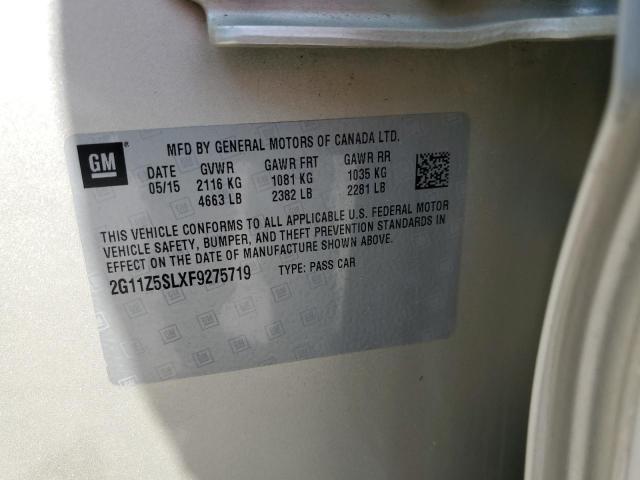 MFD BY GENERAL MOTORS OF CANADA LTD.
GM
DATE GVWR GAWR FRT GAWR RR
05/15 2116 KG 1081 KG 1035 KG
4663 LB 2382 LB 2281 LB
THIS VEHICLE CONFORMS TO ALL APPLICABLE U.S. FEDERAL MOTOR
VEHICLE SAFETY, BUMPER, AND THEFT PREVENTION STANDARDS IN
EFFECT ON THE DATE OF MANUFACTURE SHOWN ABOVE.
2G11Z5SLXF9275719 TYPE: PASS CAR